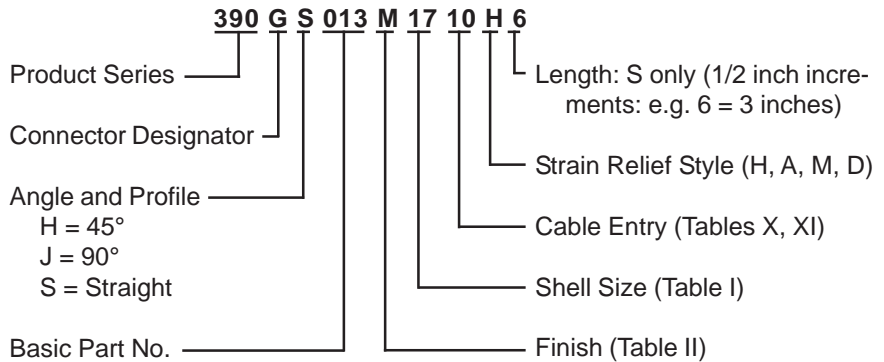 390 G S 013 M 17 10 H 6
Product Series
Connector Designator
Angle and Profile
H = 45°
J = 90°
S = Straight
Basic Part No.
Length: S only (1/2 inch incre-
ments: e.g. 6 = 3 inches)
Strain Relief Style (H, A, M, D)
Cable Entry (Tables X, XI)
Shell Size (Table I)
Finish (Table II)